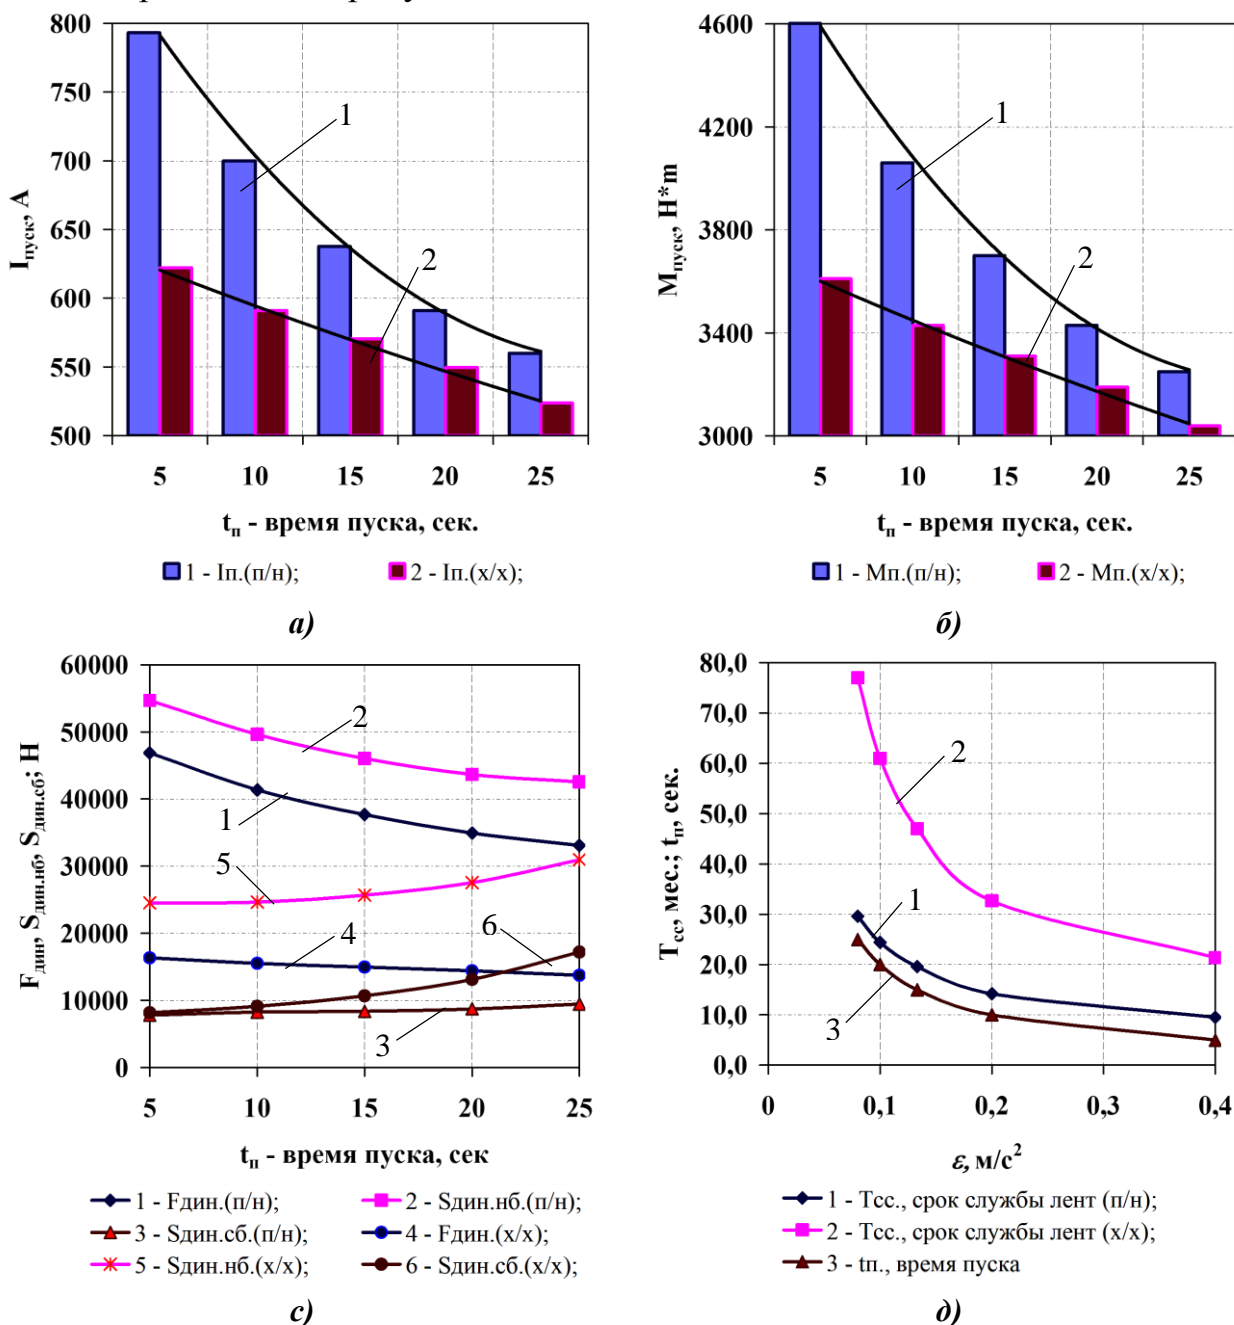 800
750
700
650
600
550
500
Iпуск, А
1
2
5 10 15 20 25
tп - время пуска, сек.
1 - Iп.(п/н); 2 - Iп.(х/х);
а)
4600
4200
3800
3400
3000
Мпуск, Н*m
1
2
5 10 15 20 25
tп - время пуска, сек.
1 - Мп.(п/н); 2 - Мп.(х/х);
б)
60000
50000
40000
30000
20000
10000
0
Fдин, Sдин.нб, Sдин.сб; Н
2
1
5
4
6
3
5 10 15 20 25
tп - время пуска, сек
1 - Fдин.(п/н); 2 - Sдин.нб.(п/н);
3 - Sдин.сб.(п/н); 4 - Fдин.(х/х);
5 - Sдин.нб.(х/х); 6 - Sдин.сб.(х/х);
с)
80,0
70,0
60,0
50,0
40,0
30,0
20,0
10,0
0,0
Тсс, мес.; tп, сек.
2
1
3
0 0,1 0,2 0,3 0,4
ε, м/с²
1 - Тсс., срок службы лент (п/н);
2 - Тсс., срок службы лент (х/х);
3 - tп., время пуска
д)